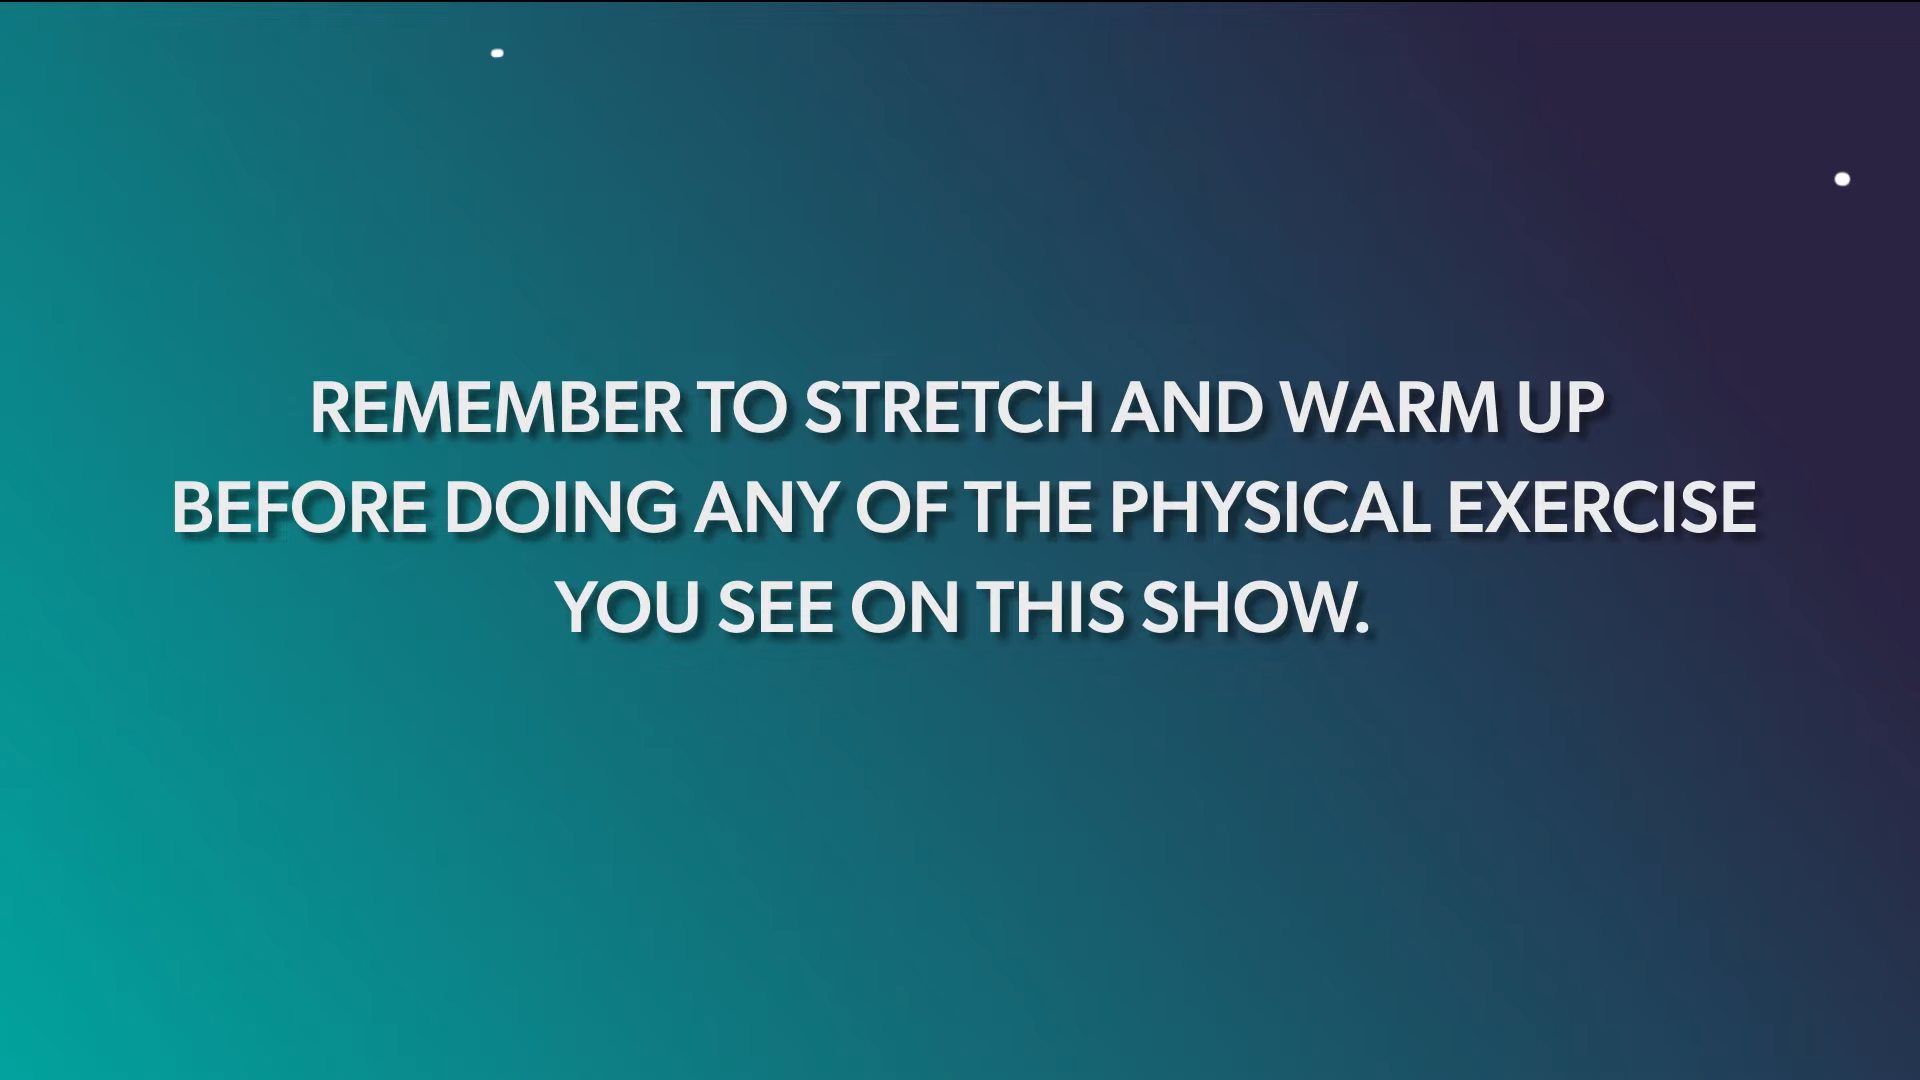 REMEMBER TO STRETCH AND WARM UP
BEFORE DOING ANY OF THE PHYSICAL EXERCISE
YOU SEE ON THIS SHOW.